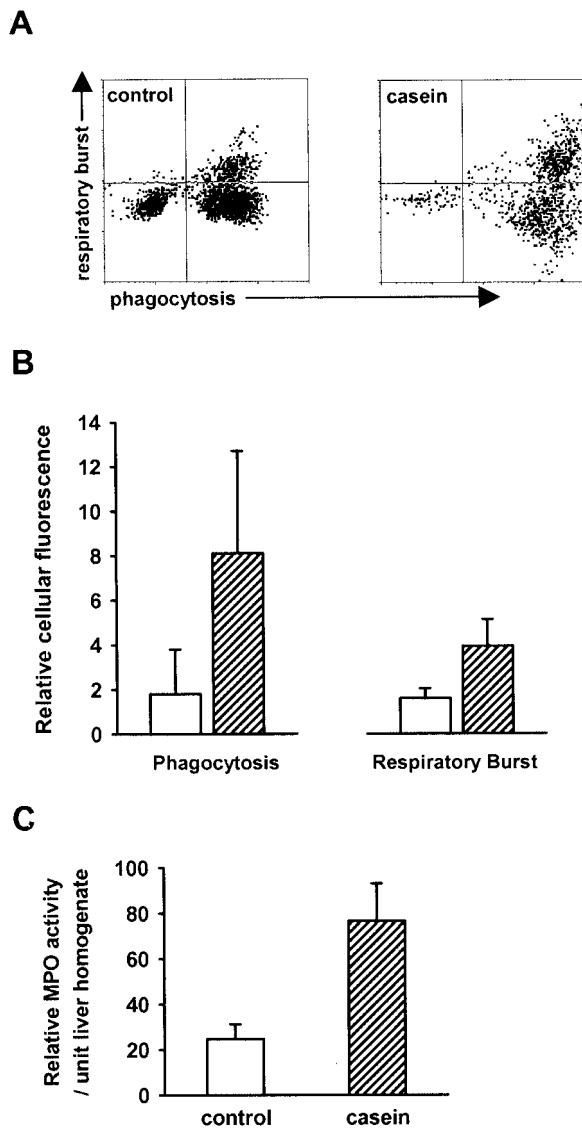 A
control
casein
respiratory burst
phagocytosis
B
Relative cellular fluorescence
14
12
10
8
6
4
2
0
Phagocytosis
Respiratory Burst
C
Relative MPO activity
/ unit liver homogenate
100
80
60
40
20
0
control
casein